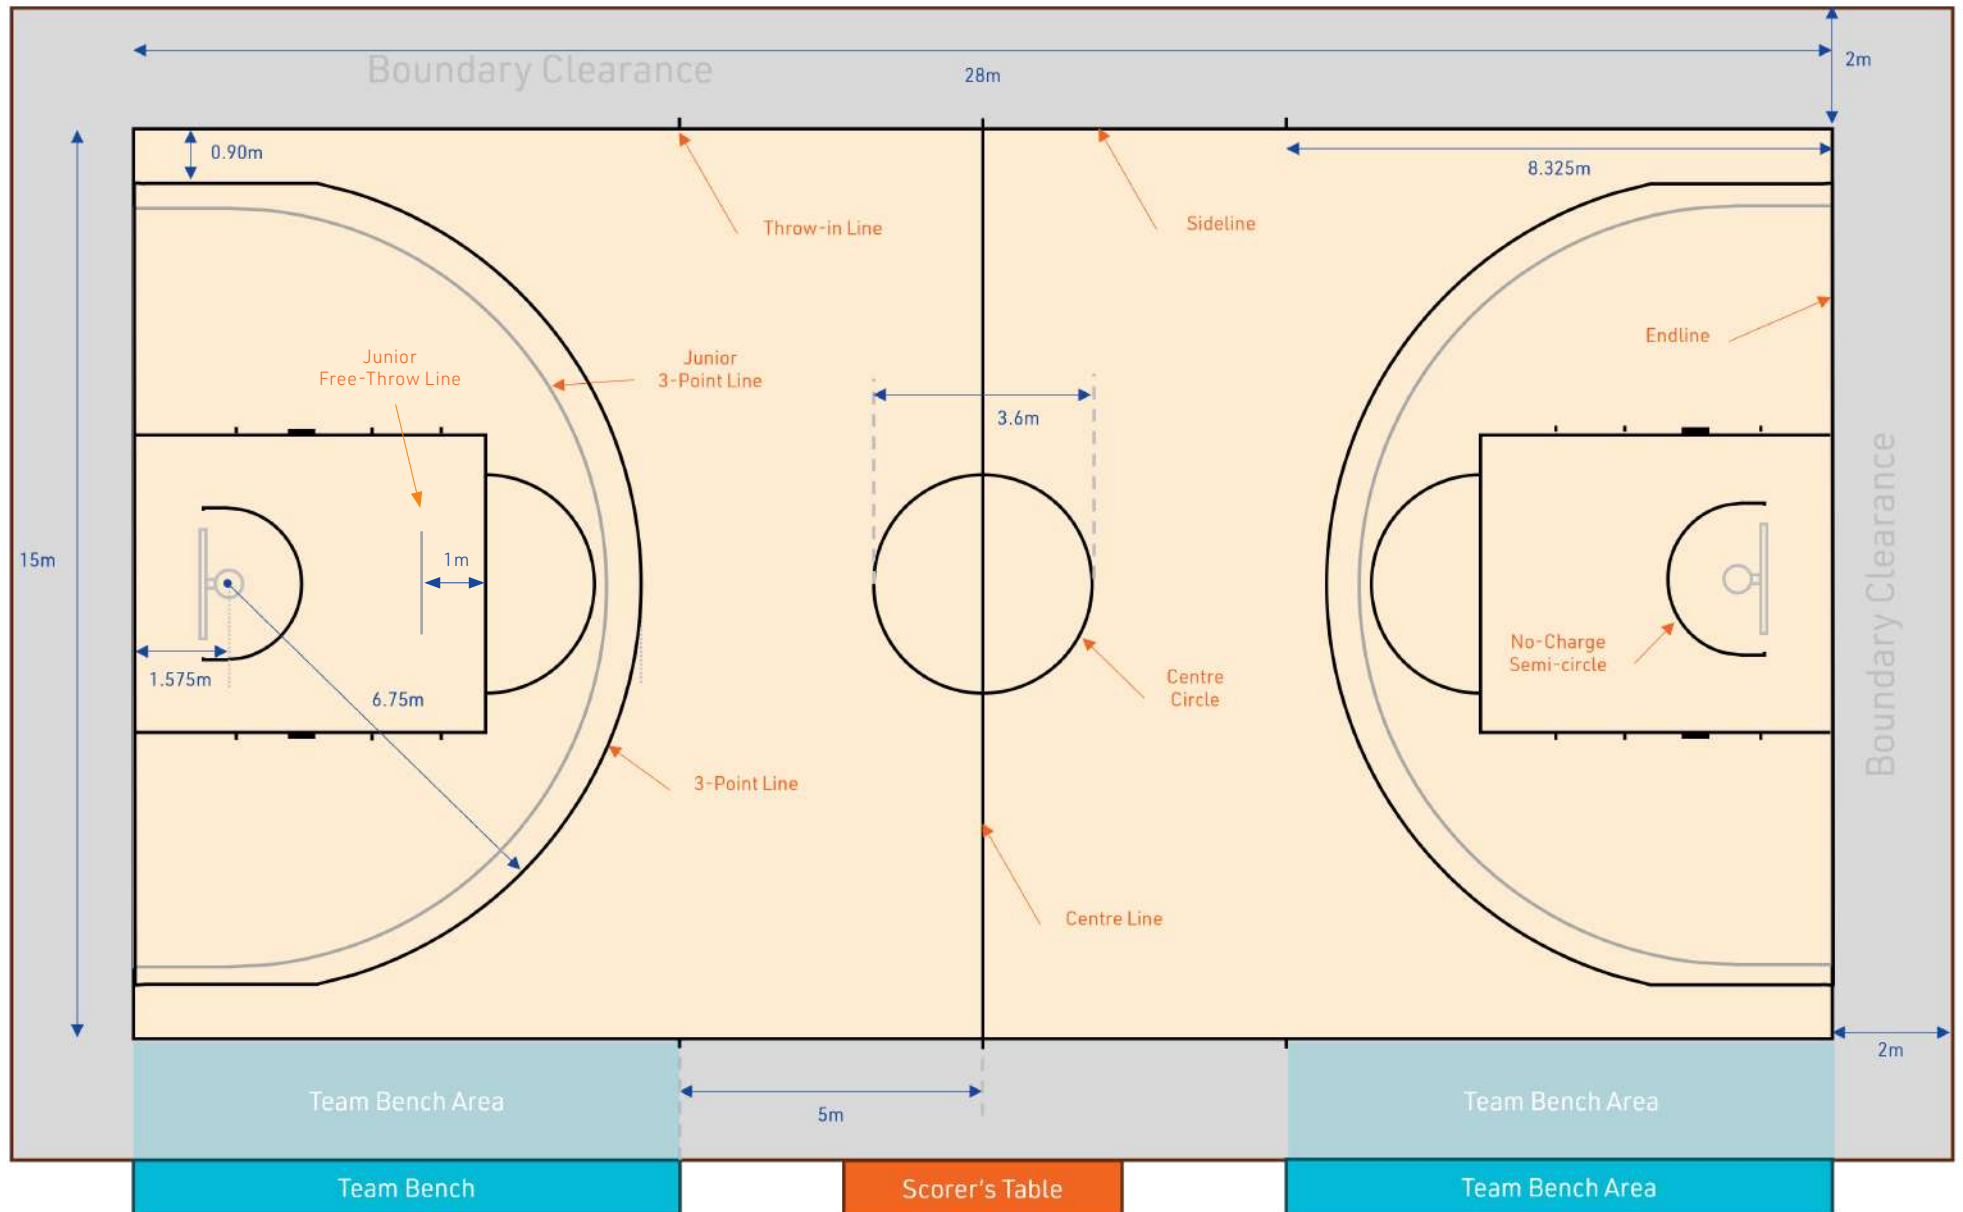 Boundary Clearance
28m
2m
0.90m
8.325m
Throw-in Line
Sideline
Endline
Junior
Free-Throw Line
Junior
3-Point Line
3.6m
15m
1m
1.575m
6.75m
No-Charge
Semi-circle
Centre
Circle
Boundary Clearance
3-Point Line
Centre Line
2m
Team Bench Area
5m
Team Bench Area
Team Bench
Scorer's Table
Team Bench Area